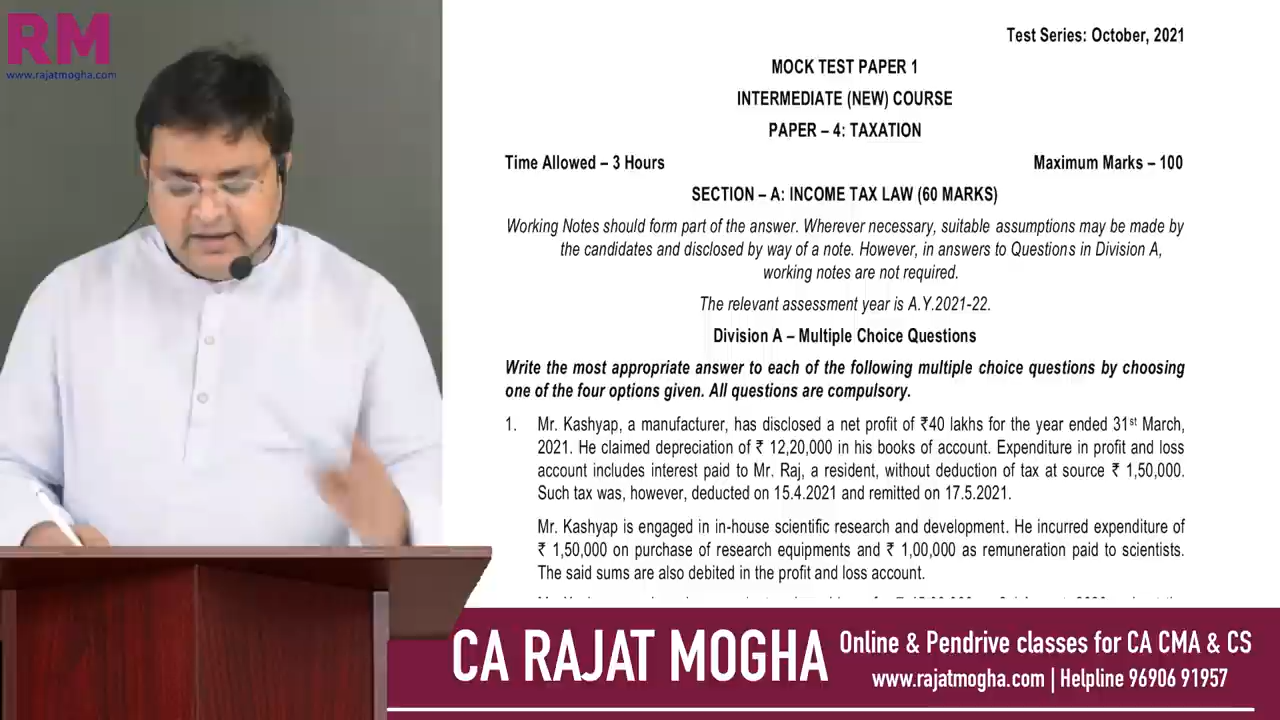 RM
www.rajatmogha.com
Test Series: October, 2021
MOCK TEST PAPER 1
INTERMEDIATE (NEW) COURSE
PAPER – 4: TAXATION
Time Allowed – 3 Hours Maximum Marks – 100
SECTION – A: INCOME TAX LAW (60 MARKS)
Working Notes should form part of the answer. Wherever necessary, suitable assumptions may be made by
the candidates and disclosed by way of a note. However, in answers to Questions in Division A,
working notes are not required.
The relevant assessment year is A.Y.2021-22.
Division A – Multiple Choice Questions
Write the most appropriate answer to each of the following multiple choice questions by choosing
one of the four options given. All questions are compulsory.
1. Mr. Kashyap, a manufacturer, has disclosed a net profit of ₹40 lakhs for the year ended 31st March,
2021. He claimed depreciation of ₹ 12,20,000 in his books of account. Expenditure in profit and loss
account includes interest paid to Mr. Raj, a resident, without deduction of tax at source ₹ 1,50,000.
Such tax was, however, deducted on 15.4.2021 and remitted on 17.5.2021.
Mr. Kashyap is engaged in in-house scientific research and development. He incurred expenditure of
₹ 1,50,000 on purchase of research equipments and ₹ 1,00,000 as remuneration paid to scientists.
The said sums are also debited in the profit and loss account.
CA RAJAT MOGHA
Online & Pendrive classes for CA CMA & CS
www.rajatmogha.com | Helpline 96906 91957